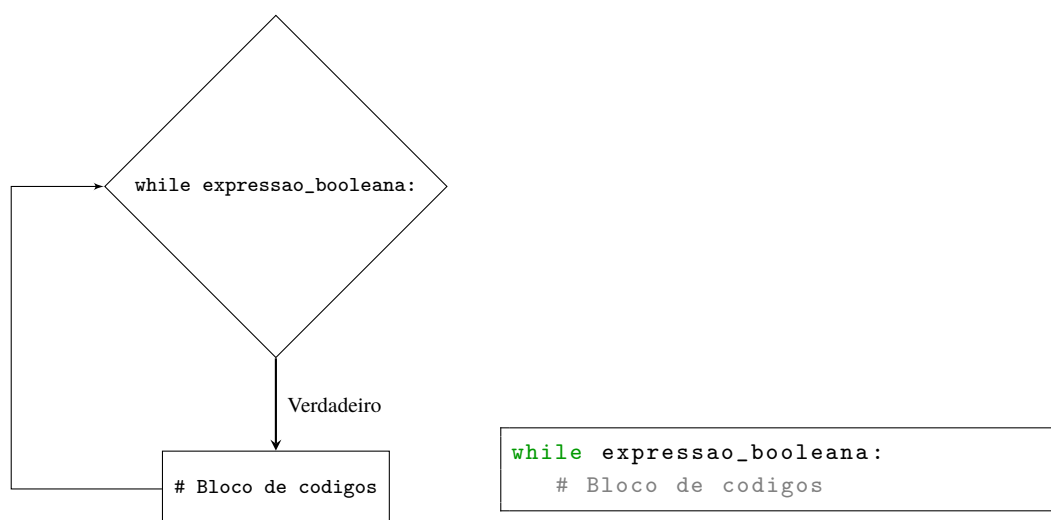 while expressao_booleana:
Verdadeiro
# Bloco de codigos
while expressao_booleana:
# Bloco de codigos